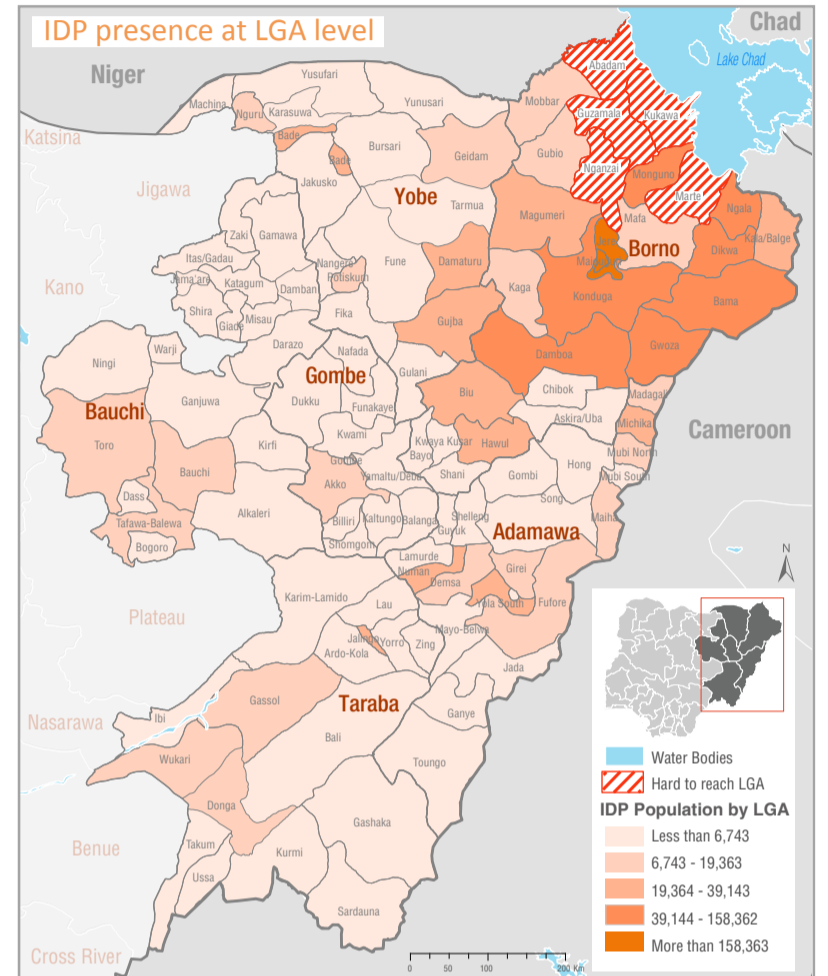 IDP presence at LGA level
Chad
Niger
Lake Chad
Yusufari
Abadam
Machina
Nguru
Karasuwa
Yunusari
Mobbar
Guzamala
Kukawa
Katsina
Bade
Bursari
Geidam
Gubio
Bade
Nganzai
Monguno
Jigawa
Jakusko
Yobe
Tarmua
Magumeri
Marte
Ngala
Mafa
Zaki
Gamawa
Borno
Kala/Balge
Dikwa
Itas/Gadau
Nangere
Fune
Damaturu
Jama'are
Katagum
Potiskum
Kano
Damban
Kaga
Konduga
Bama
Shira
Giade
Misau
Fika
Gujba
Darazo
Nafada
Damboa
Gwoza
Ningi
Warji
Gombe
Gulani
Biu
Chibok
Madagali
Bauchi
Ganjuwa
Dukku
Funakaye
Askira/Uba
Michika
Cameroon
Toro
Kirfi
Kwami
Kwaya Kusar
Hawul
Bayo
Mubi North
Bauchi
Gombe
Akko
Yamaltu/Deba
Shani
Gombi
Hong
Mubi South
Dass
Song
Alkaleri
Tafawa-Balewa
Billiri
Kaltungo
Balanga
Shelleng
Guyuk
Adamawa
Maiha
Bogoro
Shomgom
N
Lamurde
Numan
Demsa
Girei
Karim-Lamido
Lau
Yola South
Fufore
Plateau
Mayo-Belwa
Jalingo
Yorro
Zing
Ardo-Kola
Jada
Gassol
Taraba
Nasarawa
Ibi
Ganye
Bali
Wukari
Toungo
Water Bodies
Hard to reach LGA
Donga
IDP Population by LGA
Gashaka
Less than 6,743
Benue
Takum
Kurmi
6,743 - 19,363
Ussa
19,364 - 39,143
Sardauna
39,144 - 158,362
More than 158,363
Cross River
0 50 100 200 Km